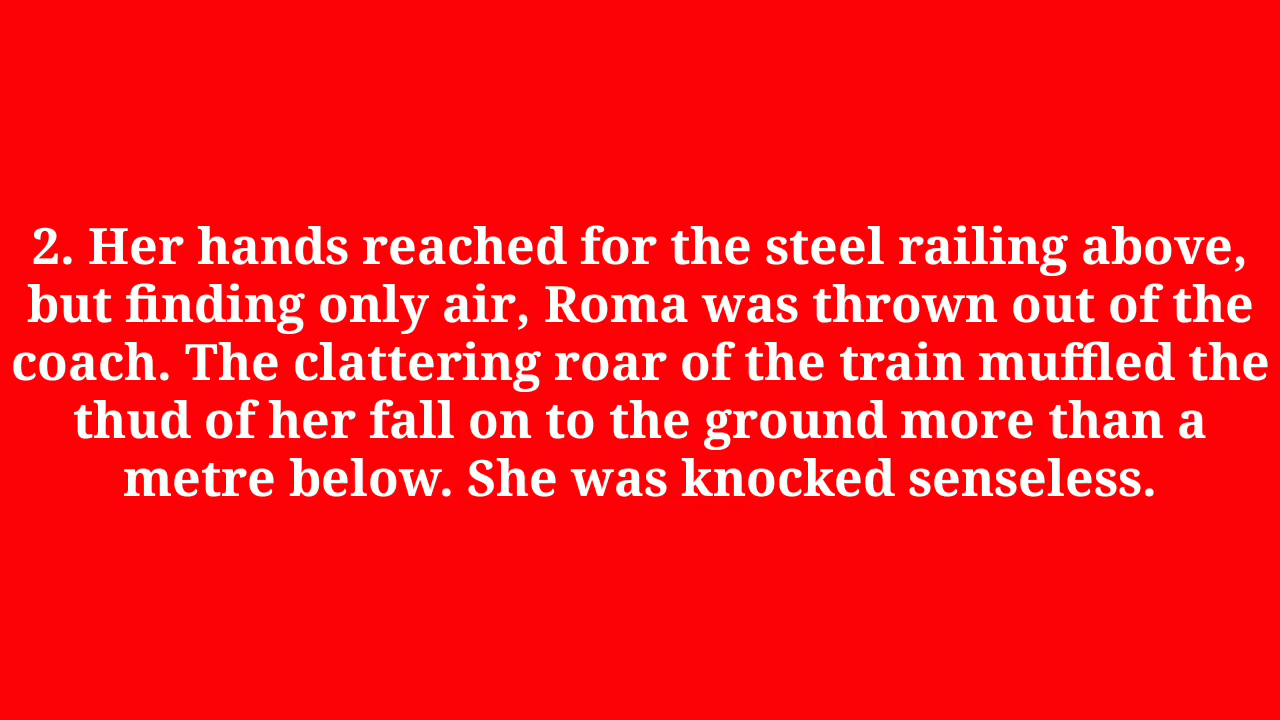 2. Her hands reached for the steel railing above,
but finding only air, Roma was thrown out of the
coach. The clattering roar of the train muffled the
thud of her fall on to the ground more than a
metre below. She was knocked senseless.